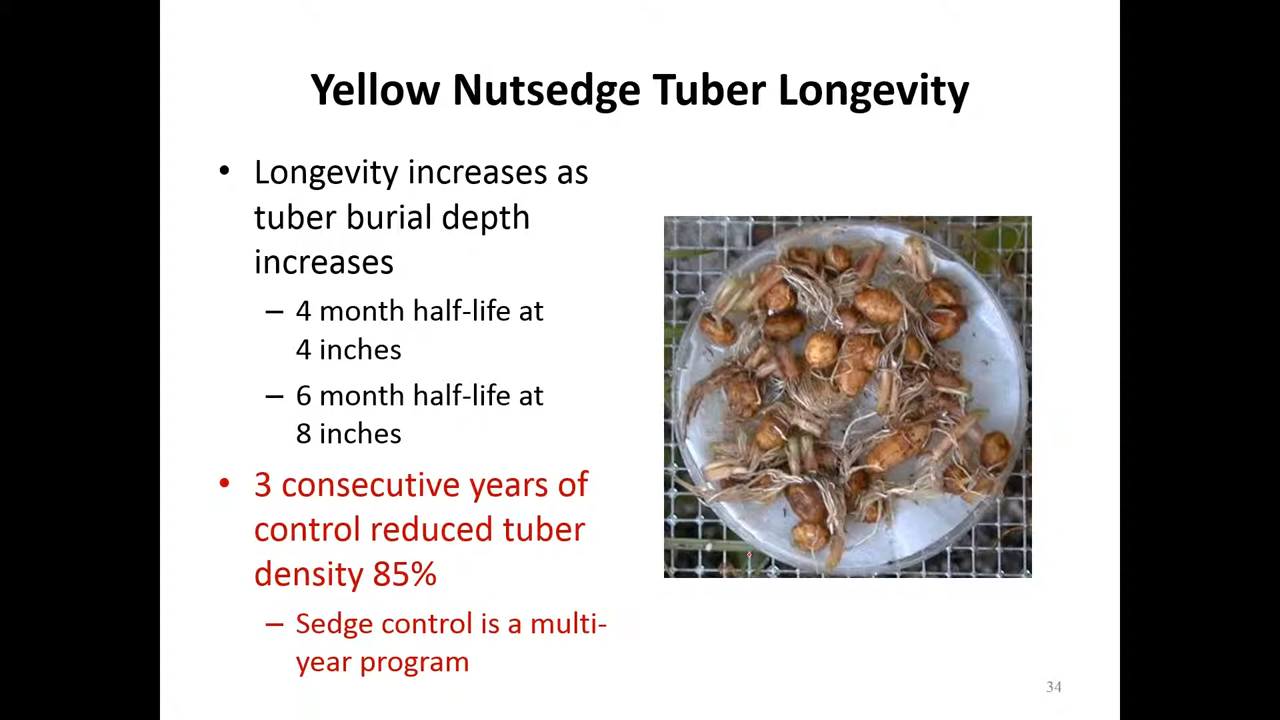 Yellow Nutsedge Tuber Longevity
• Longevity increases as
tuber burial depth
increases
– 4 month half-life at
4 inches
– 6 month half-life at
8 inches
• 3 consecutive years of
control reduced tuber
density 85%
– Sedge control is a multi-
year program
34